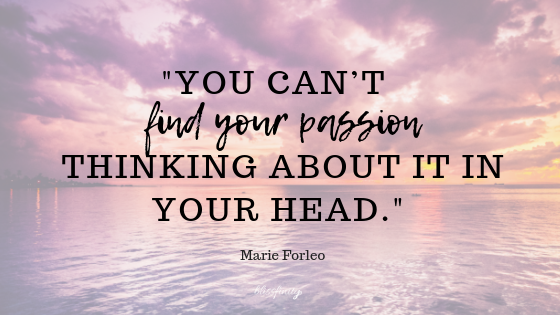 "YOU CAN’T
find your passion
THINKING ABOUT IT IN
YOUR HEAD."
Marie Forleo